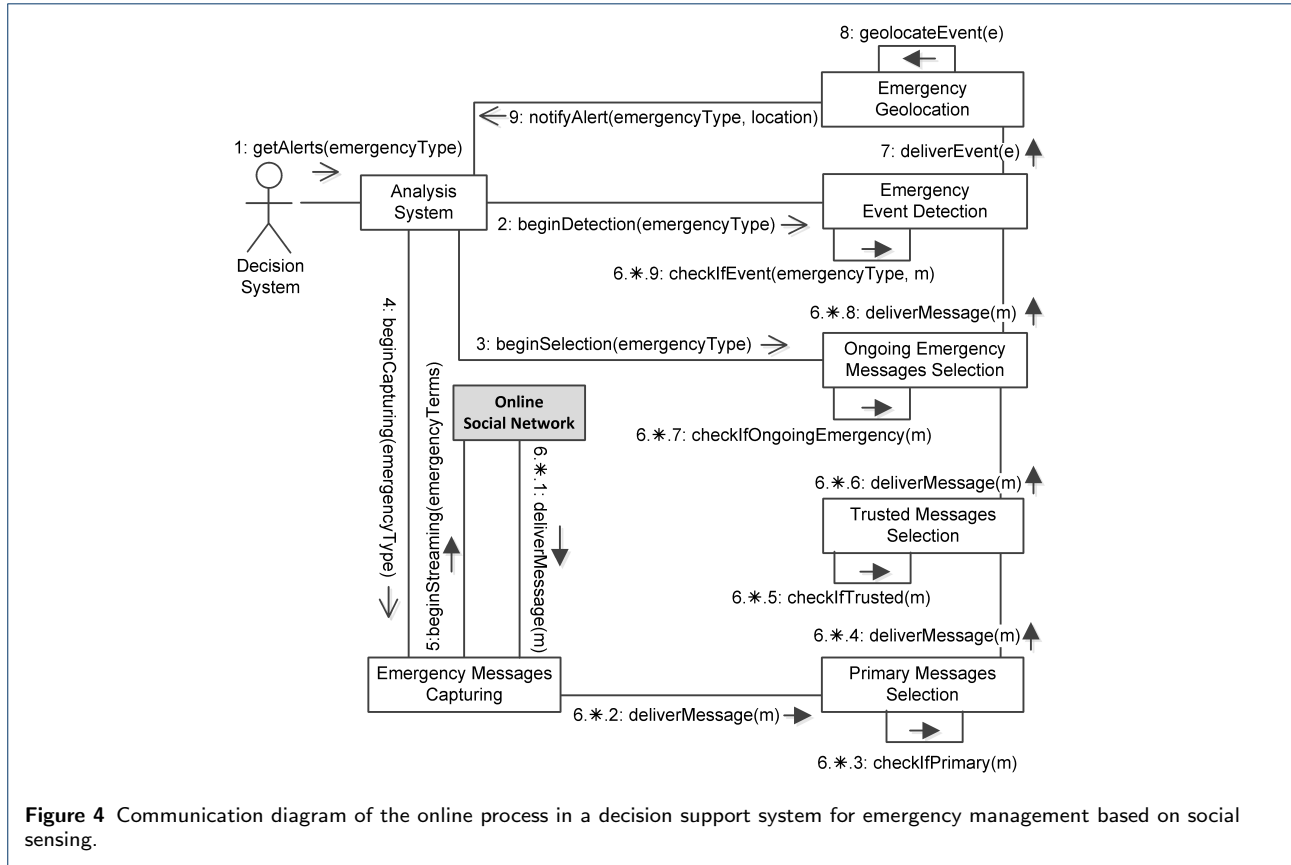 8: geolocateEvent(e)
Emergency
Geolocation
9: notifyAlert(emergencyType, location)
7: deliverEvent(e)
1: getAlerts(emergencyType)
Analysis
System
Emergency
Event Detection
2: beginDetection(emergencyType)
Decision
System
6.✳.9: checkIfEvent(emergencyType, m)
6.✳.8: deliverMessage(m)
3: beginSelection(emergencyType)
Ongoing Emergency
Messages Selection
4: beginCapturing(emergencyType)
5:beginStreaming(emergencyTerms)
Online
Social Network
6.✳.1: deliverMessage(m)
6.✳.7: checkIfOngoingEmergency(m)
6.✳.6: deliverMessage(m)
Trusted Messages
Selection
6.✳.5: checkIfTrusted(m)
6.✳.4: deliverMessage(m)
Emergency Messages
Capturing
Primary Messages
Selection
6.✳.2: deliverMessage(m)
6.✳.3: checkIfPrimary(m)
Figure 4 Communication diagram of the online process in a decision support system for emergency management based on social
sensing.